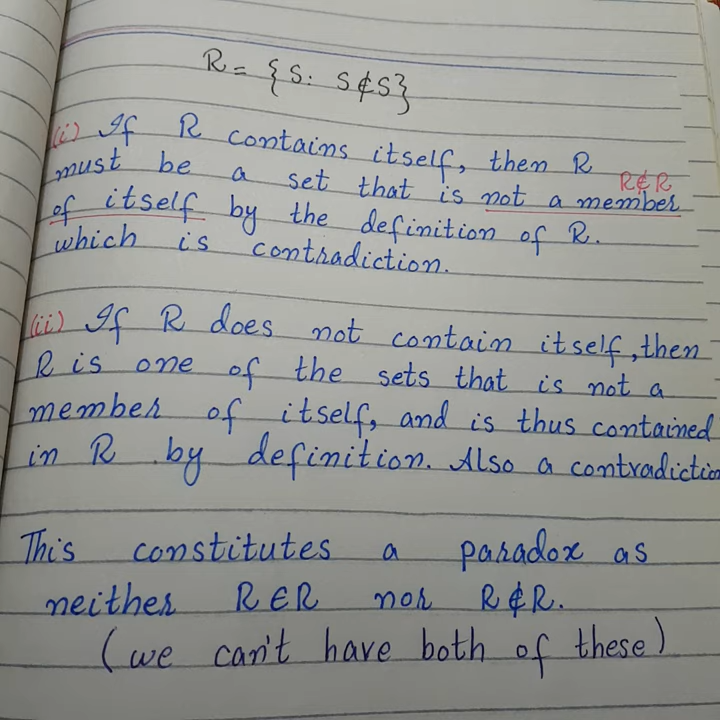 R = {S: S∉S}
(i) If R contains itself, then R
R∉R
must be a set that is not a member
of itself by the definition of R.
which is contradiction.
(ii) If R does not contain itself, then
R is one of the sets that is not a
member of itself, and is thus contained
in R by definition. Also a contradiction
This constitutes a paradox as
neither R∈R nor R∉R.
(we can't have both of these)